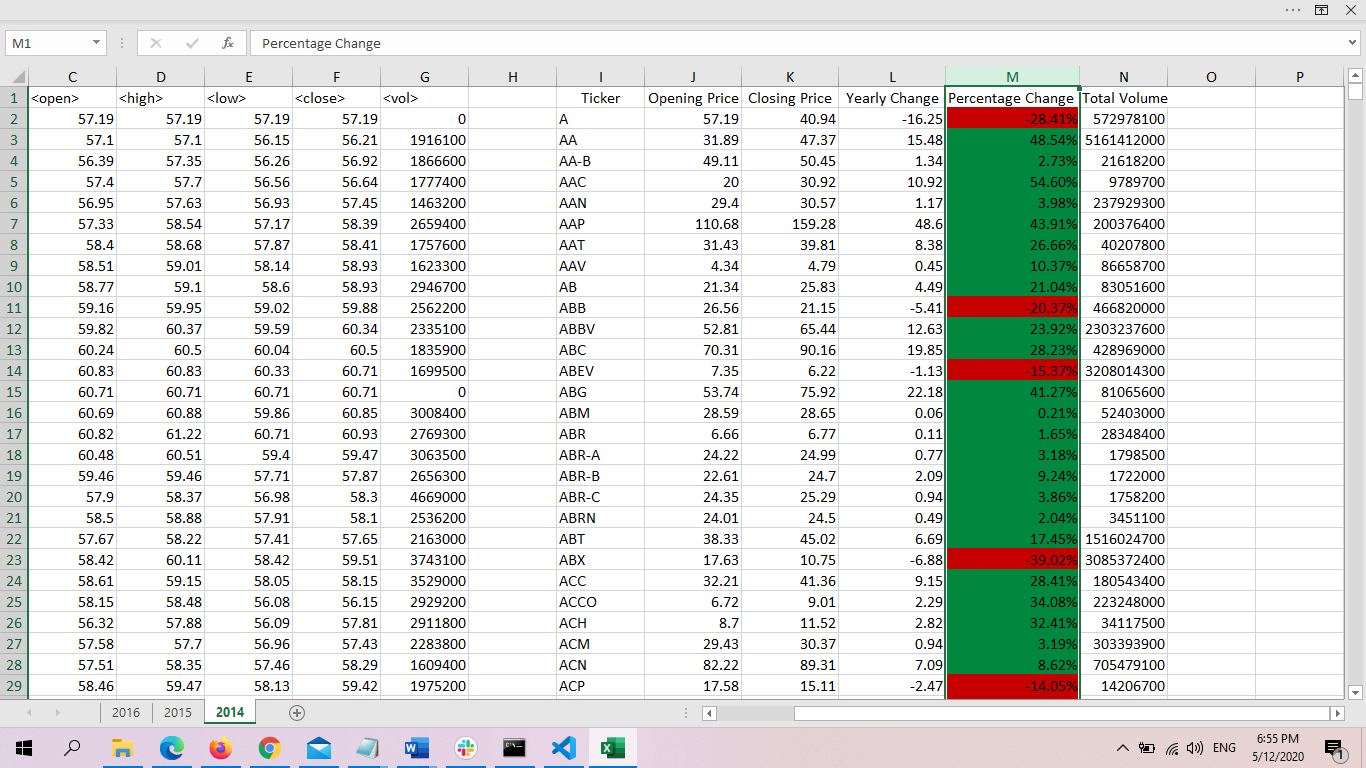 M1 fx Percentage Change
C D E F G H I J K L M N O P
1 <open> <high> <low> <close> <vol> Ticker Opening Price Closing Price Yearly Change Percentage Change Total Volume
2 57.19 57.19 57.19 57.19 0 A 57.19 40.94 -16.25 -28.41% 572978100
3 57.1 57.1 56.15 56.21 1916100 AA 31.89 47.37 15.48 48.54% 5161412000
4 56.39 57.35 56.26 56.92 1866600 AA-B 49.11 50.45 1.34 2.73% 21618200
5 57.4 57.7 56.56 56.64 1777400 AAC 20 30.92 10.92 54.60% 9789700
6 56.95 57.63 56.93 57.45 1463200 AAN 29.4 30.57 1.17 3.98% 237929300
7 57.33 58.54 57.17 58.39 2659400 AAP 110.68 159.28 48.6 43.91% 200376400
8 58.4 58.68 57.87 58.41 1757600 AAT 31.43 39.81 8.38 26.66% 40207800
9 58.51 59.01 58.14 58.93 1623300 AAV 4.34 4.79 0.45 10.37% 86658700
10 58.77 59.1 58.6 58.93 2946700 AB 21.34 25.83 4.49 21.04% 83051600
11 59.16 59.95 59.02 59.88 2562200 ABB 26.56 21.15 -5.41 -20.37% 466820000
12 59.82 60.37 59.59 60.34 2335100 ABBV 52.81 65.44 12.63 23.92% 2303237600
13 60.24 60.5 60.04 60.5 1835900 ABC 70.31 90.16 19.85 28.23% 428969000
14 60.83 60.83 60.33 60.71 1699500 ABEV 7.35 6.22 -1.13 -15.37% 3208014300
15 60.71 60.71 60.71 60.71 0 ABG 53.74 75.92 22.18 41.27% 81065600
16 60.69 60.88 59.86 60.85 3008400 ABM 28.59 28.65 0.06 0.21% 52403000
17 60.82 61.22 60.71 60.93 2769300 ABR 6.66 6.77 0.11 1.65% 28348400
18 60.48 60.51 59.4 59.47 3063500 ABR-A 24.22 24.99 0.77 3.18% 1798500
19 59.46 59.46 57.71 57.87 2656300 ABR-B 22.61 24.7 2.09 9.24% 1722000
20 57.9 58.37 56.98 58.3 4669000 ABR-C 24.35 25.29 0.94 3.86% 1758200
21 58.5 58.88 57.91 58.1 2536200 ABRN 24.01 24.5 0.49 2.04% 3451100
22 57.67 58.22 57.41 57.65 2163000 ABT 38.33 45.02 6.69 17.45% 1516024700
23 58.42 60.11 58.42 59.51 3743100 ABX 17.63 10.75 -6.88 -39.02% 3085372400
24 58.61 59.15 58.05 58.15 3529000 ACC 32.21 41.36 9.15 28.41% 180543400
25 58.15 58.48 56.08 56.15 2929200 ACCO 6.72 9.01 2.29 34.08% 223248000
26 56.32 57.88 56.09 57.81 2911800 ACH 8.7 11.52 2.82 32.41% 34117500
27 57.58 57.7 56.96 57.43 2283800 ACM 29.43 30.37 0.94 3.19% 303393900
28 57.51 58.35 57.46 58.29 1609400 ACN 82.22 89.31 7.09 8.62% 705479100
29 58.46 59.47 58.13 59.42 1975200 ACP 17.58 15.11 -2.47 -14.05% 14206700
2016 2015 2014
ENG 6:55 PM
5/12/2020 1